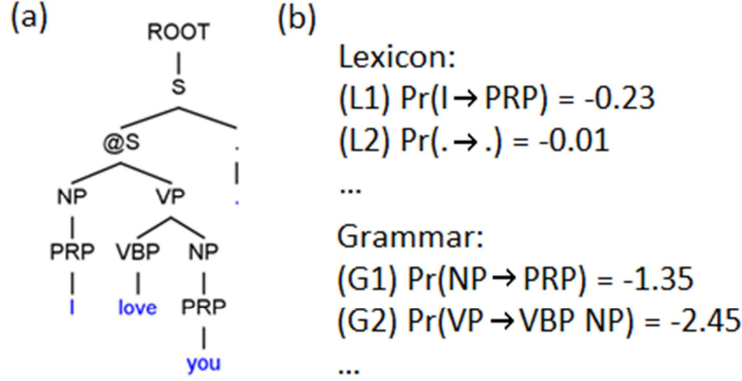 (a)
ROOT
S
@S .
NP VP .
PRP VBP NP
I love PRP
you
(b)
Lexicon:
(L1) Pr(I→PRP) = -0.23
(L2) Pr(.→.) = -0.01
...
Grammar:
(G1) Pr(NP→PRP) = -1.35
(G2) Pr(VP→VBP NP) = -2.45
...